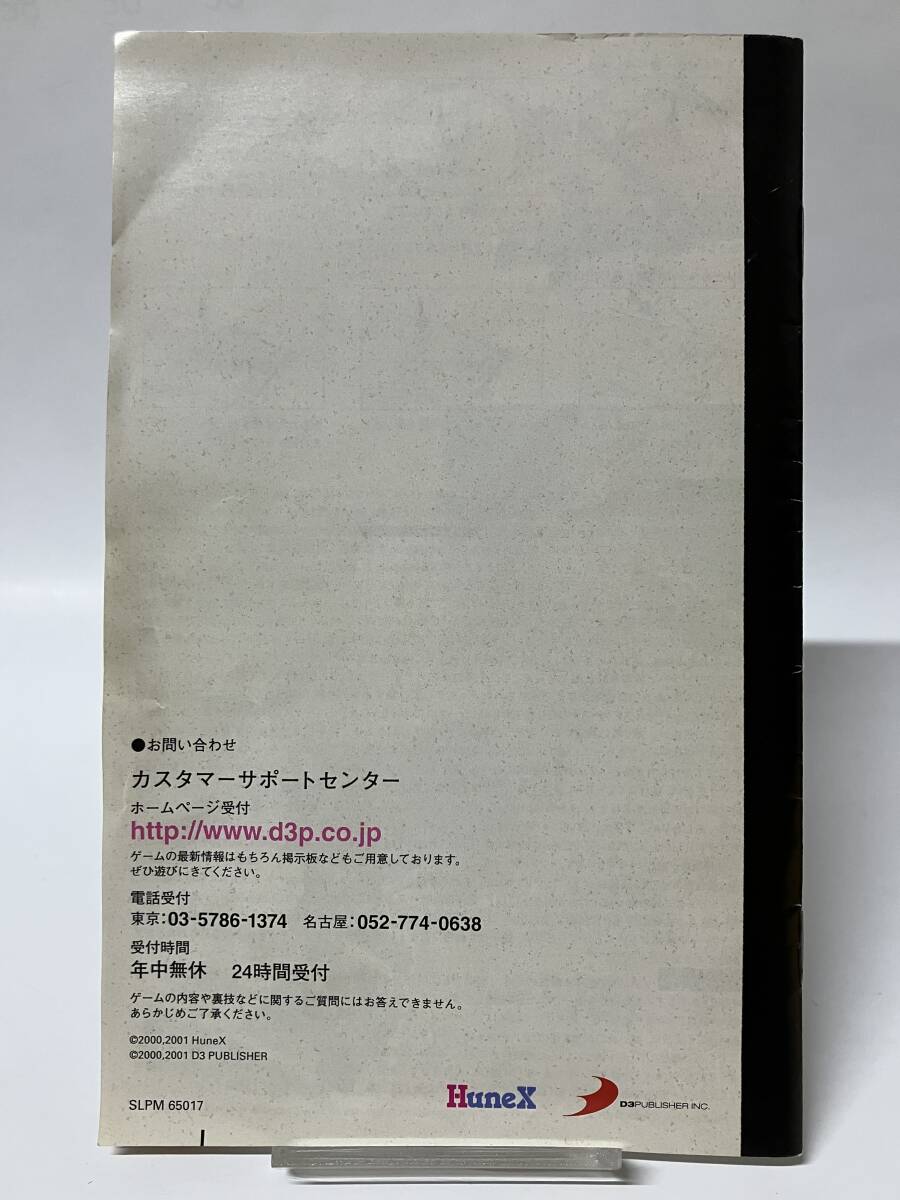 ●お問い合わせ
カスタマーサポートセンター
ホームページ受付
http://www.d3p.co.jp
ゲームの最新情報はもちろん掲示板などもご用意しております。
ぜひ遊びにきてください。
電話受付
東京：03-5786-1374　名古屋：052-774-0638
受付時間
年中無休　24時間受付
ゲームの内容や裏技などに関するご質問にはお答えできません。
あらかじめご了承ください。
©2000,2001 HuneX
©2000,2001 D3 PUBLISHER
SLPM 65017
HuneX
D3PUBLISHER INC.